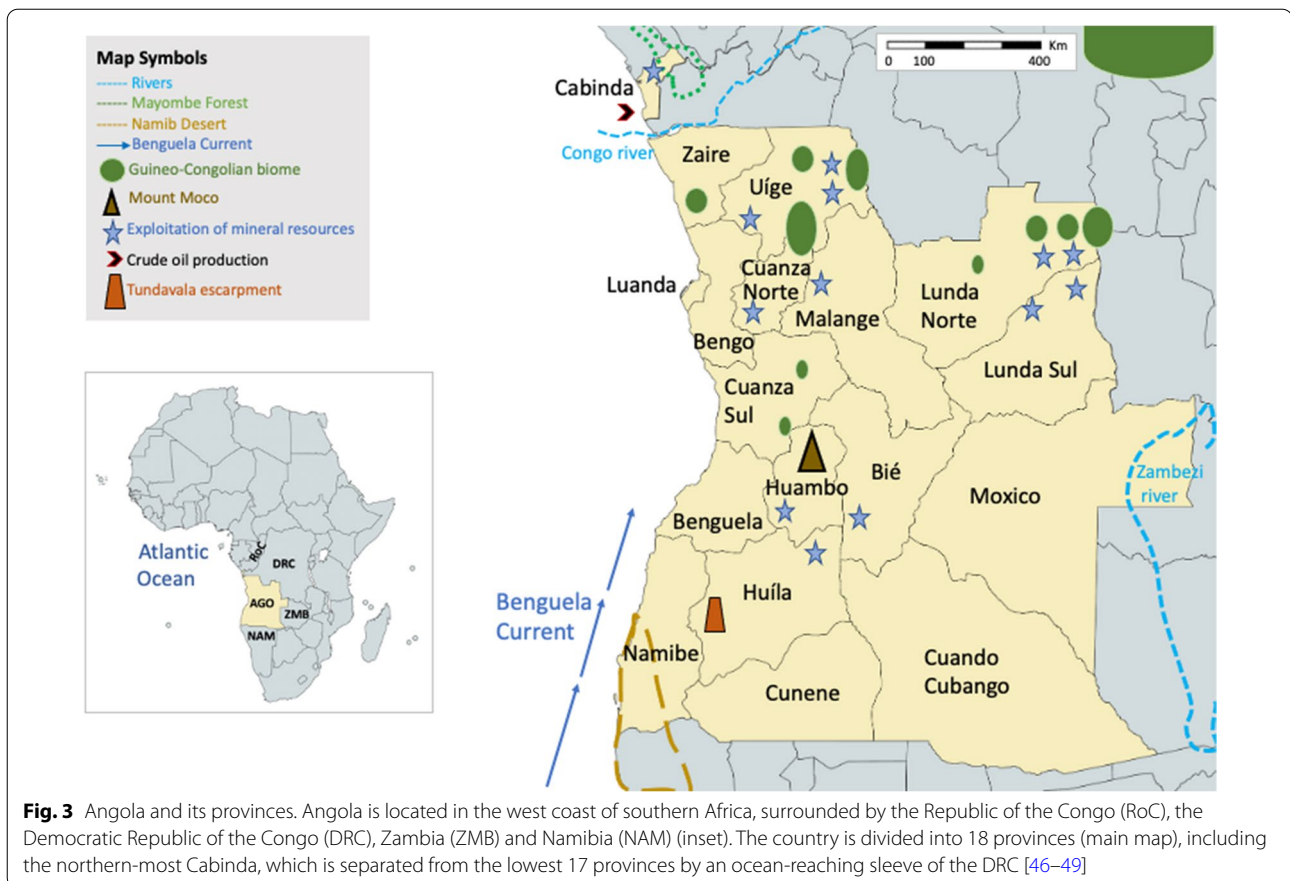 Map Symbols
Rivers
Mayombe Forest
Namib Desert
Benguela Current
Guineo-Congolian biome
Mount Moco
Exploitation of mineral resources
Crude oil production
Tundavala escarpment
Km
0 100 400
Cabinda
Congo river
Zaire
Uíge
Luanda
Cuanza
Norte
Malange
Lunda
Norte
Bengo
Lunda Sul
Cuanza
Sul
Bié
Huambo
Moxico
Zambezi
river
Benguela
Huíla
Benguela
Current
Namibe
Cunene
Cuando
Cubango
Atlantic
Ocean
RoC
DRC
AGO
ZMB
NAM
Fig. 3 Angola and its provinces. Angola is located in the west coast of southern Africa, surrounded by the Republic of the Congo (RoC), the
Democratic Republic of the Congo (DRC), Zambia (ZMB) and Namibia (NAM) (inset). The country is divided into 18 provinces (main map), including
the northern-most Cabinda, which is separated from the lowest 17 provinces by an ocean-reaching sleeve of the DRC [46–49]